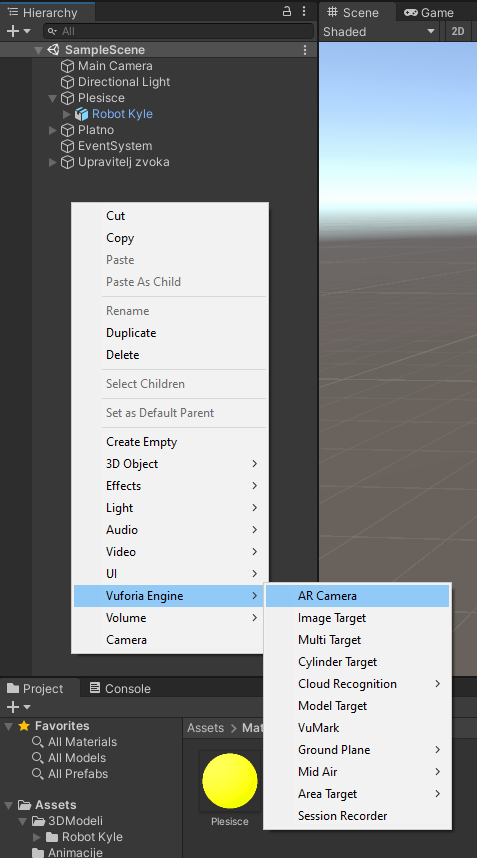 Hierarchy
Scene
Game
All
Shaded
2D
SampleScene
Main Camera
Directional Light
Plesisce
Robot Kyle
Platno
EventSystem
Upravitelj zvoka
Cut
Copy
Paste
Paste As Child
Rename
Duplicate
Delete
Select Children
Set as Default Parent
Create Empty
3D Object
Effects
Light
Audio
Video
UI
Vuforia Engine
Volume
Camera
AR Camera
Image Target
Multi Target
Cylinder Target
Cloud Recognition
Model Target
VuMark
Ground Plane
Mid Air
Area Target
Session Recorder
Project
Console
Favorites
All Materials
All Models
All Prefabs
Assets
3DModeli
Robot Kyle
Animacije
Assets > Mat
Plesisce